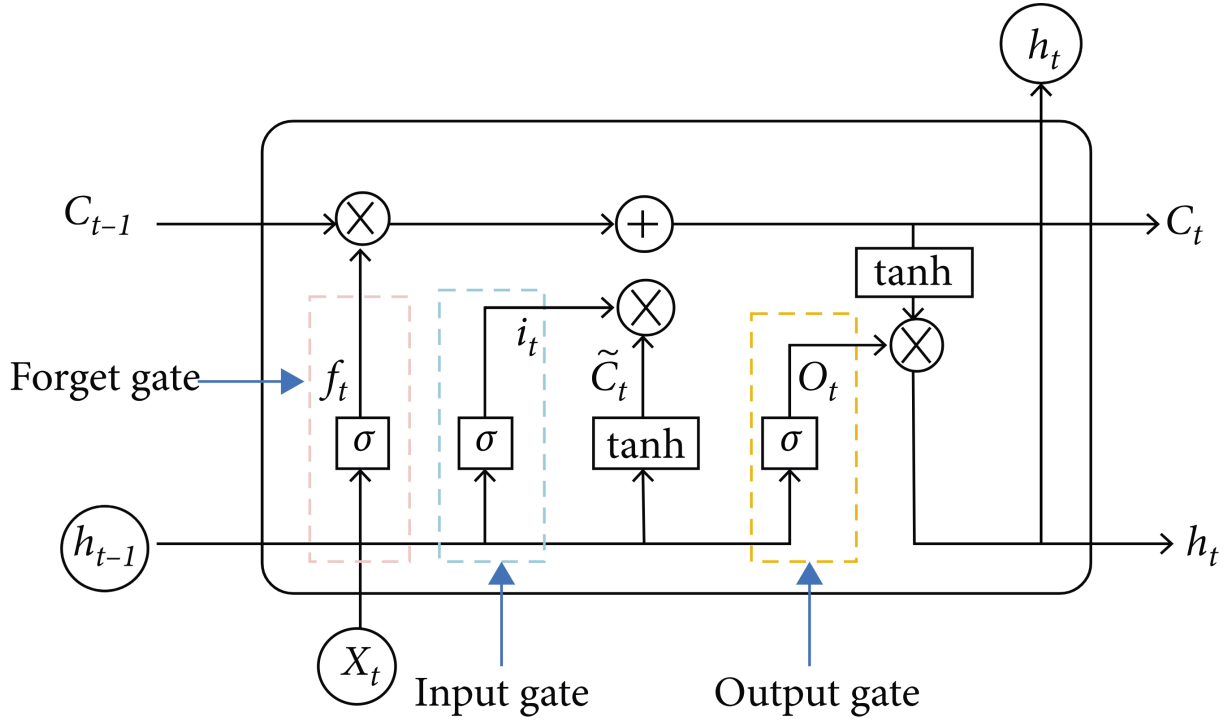 h_t
C_{t-1}
×
+
C_t
tanh
i_t
×
×
Forget gate
f_t
C̃_t
O_t
σ
σ
tanh
σ
h_{t-1}
h_t
X_t
Input gate
Output gate